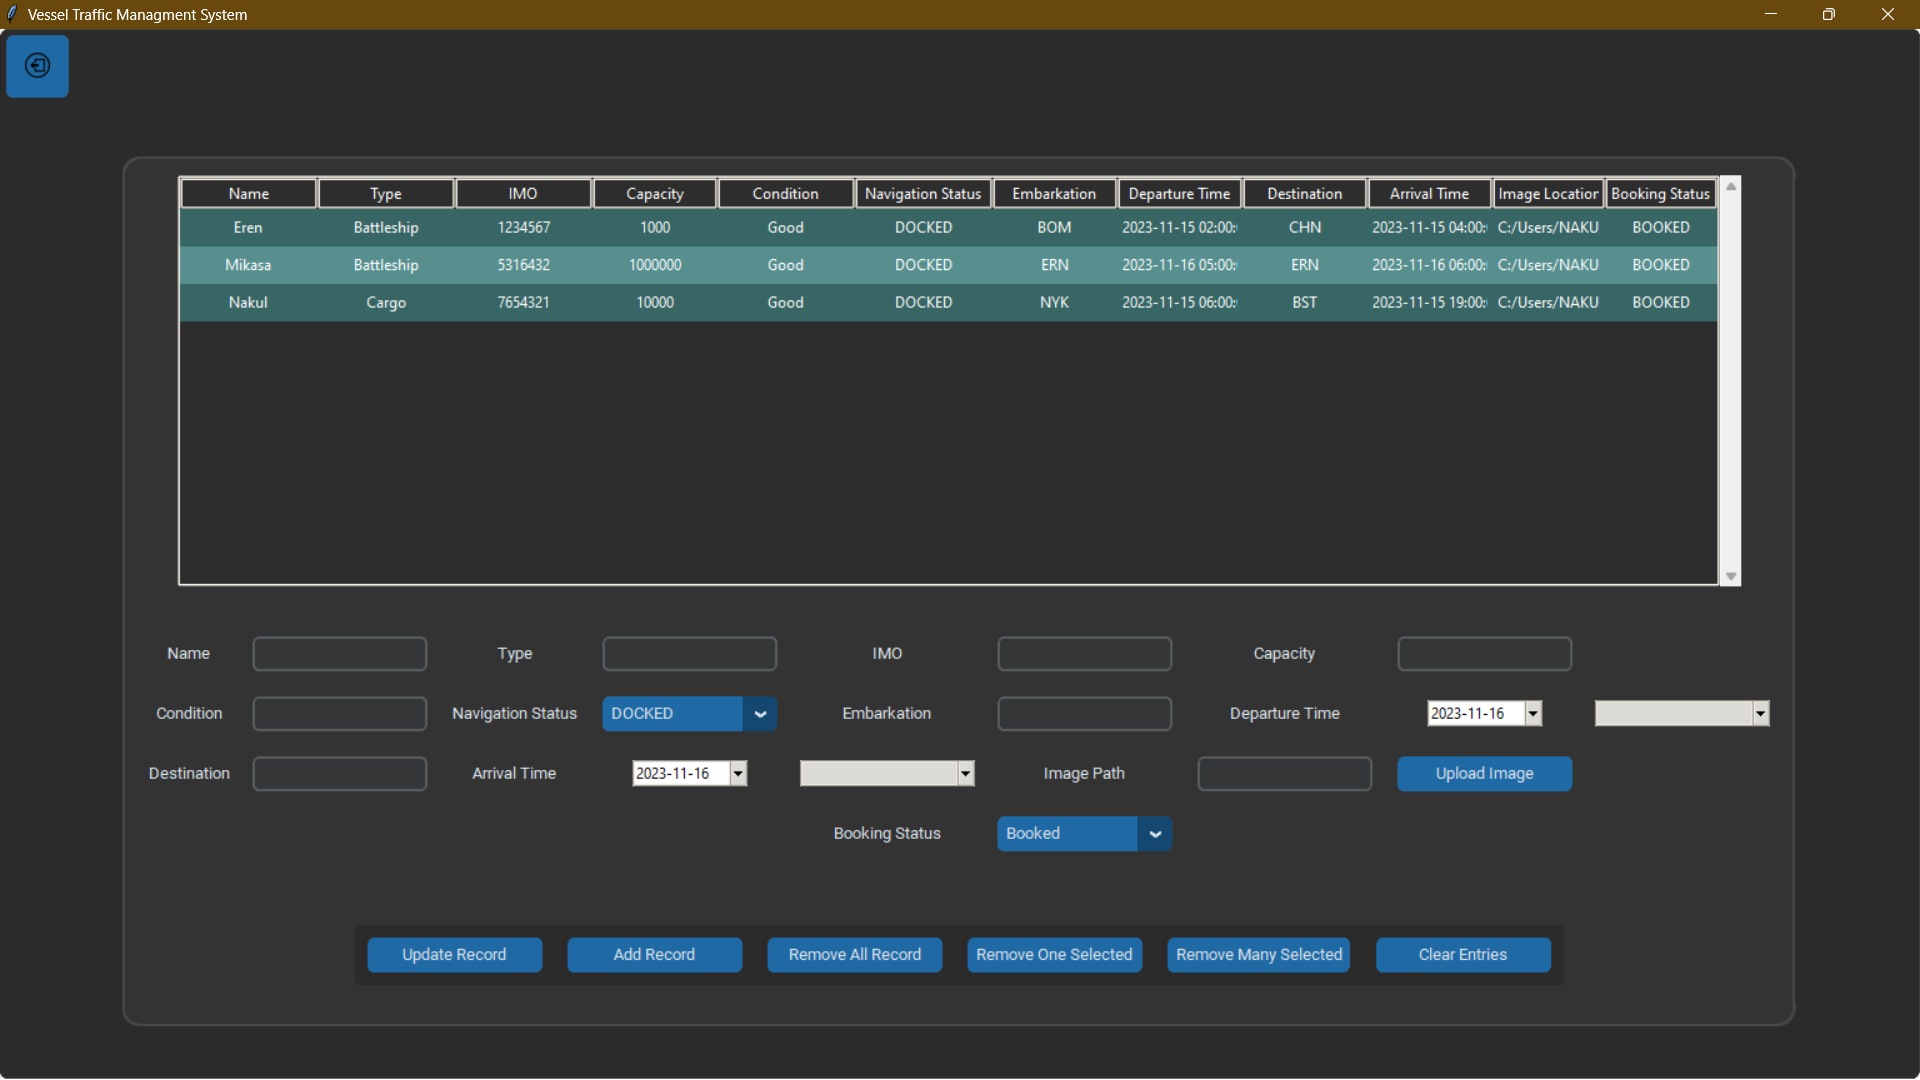 Vessel Traffic Managment System
Name Type IMO Capacity Condition Navigation Status Embarkation Departure Time Destination Arrival Time Image Location Booking Status
Eren Battleship 1234567 1000 Good DOCKED BOM 2023-11-15 02:00: CHN 2023-11-15 04:00: C:/Users/NAKU BOOKED
Mikasa Battleship 5316432 1000000 Good DOCKED ERN 2023-11-16 05:00: ERN 2023-11-16 06:00: C:/Users/NAKU BOOKED
Nakul Cargo 7654321 10000 Good DOCKED NYK 2023-11-15 06:00: BST 2023-11-15 19:00: C:/Users/NAKU BOOKED
Name Type IMO Capacity
Condition Navigation Status DOCKED Embarkation Departure Time 2023-11-16
Destination Arrival Time 2023-11-16 Image Path Upload Image
Booking Status Booked
Update Record Add Record Remove All Record Remove One Selected Remove Many Selected Clear Entries